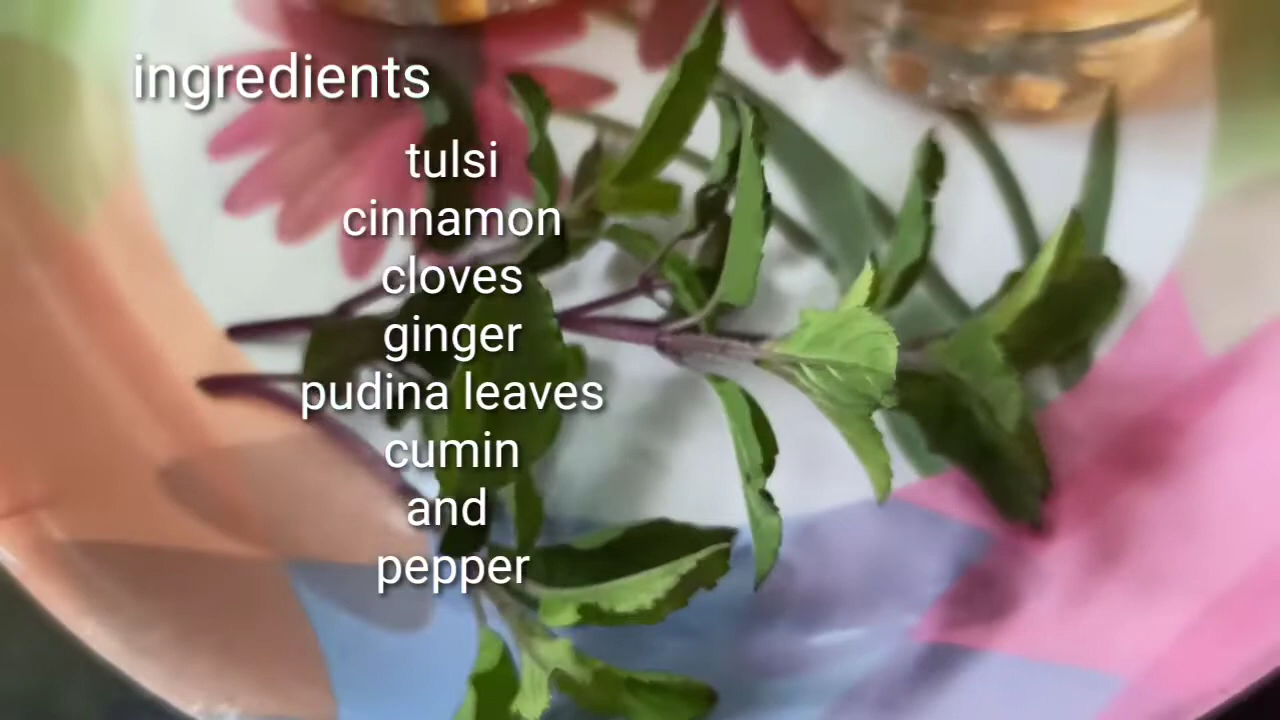 ingredients
tulsi
cinnamon
cloves
ginger
pudina leaves
cumin
and
pepper